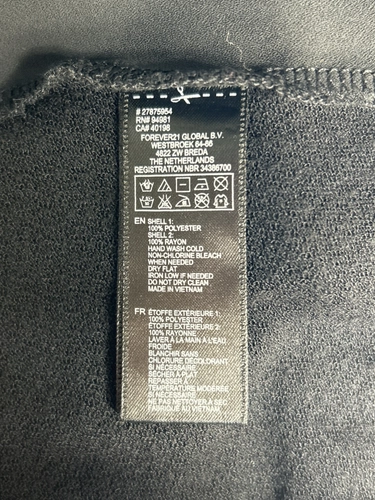 # 27875954
RN# 94981
CA# 40196
FOREVER21 GLOBAL B.V.
WESTBROEK 64-66
4822 ZW BREDA
THE NETHERLANDS
REGISTRATION NBR 34386700
EN SHELL 1:
100% POLYESTER
SHELL 2:
100% RAYON
HAND WASH COLD
NON-CHLORINE BLEACH
WHEN NEEDED
DRY FLAT
IRON LOW IF NEEDED
DO NOT DRY CLEAN
MADE IN VIETNAM
FR ÉTOFFE EXTÉRIEURE 1:
100% POLYESTER
ÉTOFFE EXTÉRIEURE 2:
100% RAYONNE
LAVER À LA MAIN À L'EAU
FROIDE
BLANCHIR SANS
CHLORURE DÉCOLORANT
SI NÉCESSAIRE
SÉCHER À-PLAT
REPASSER À
TEMPÉRATURE MODÉRÉE
SI NÉCESSAIRE
NE PAS NETTOYER À SEC
FABRIQUÉ AU VIETNAM